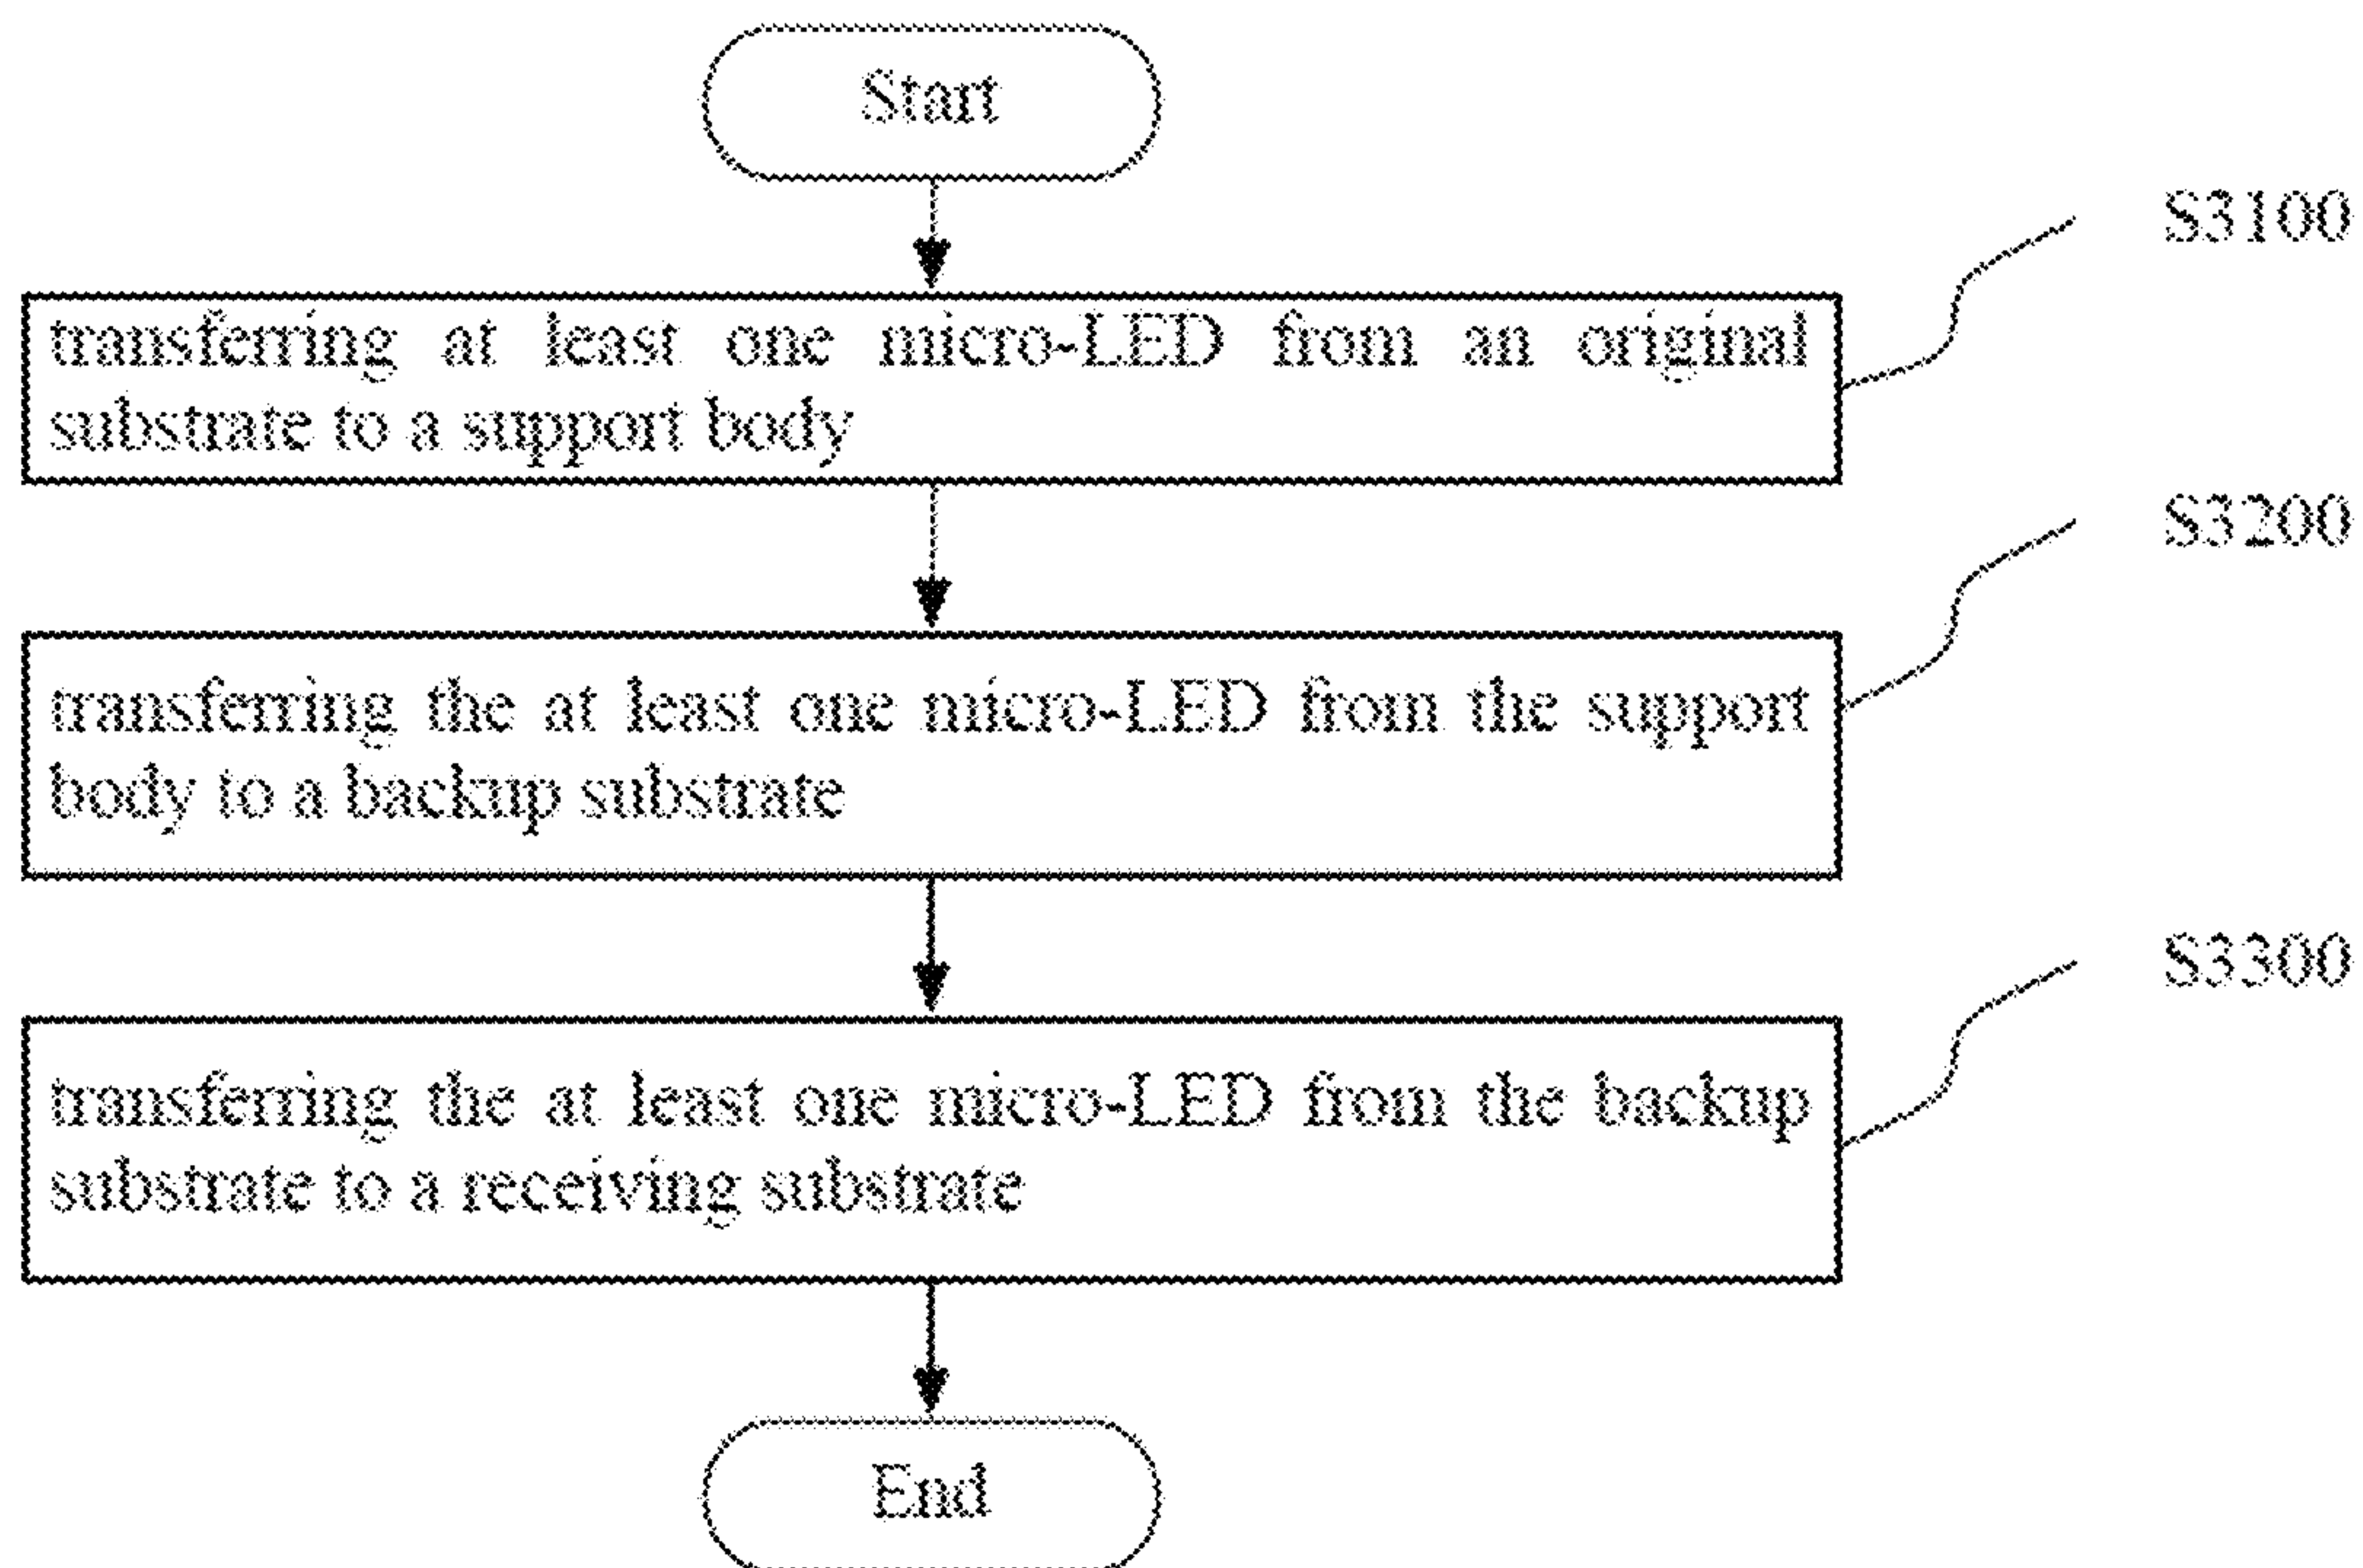 Start
S3100
transferring at least one micro-LED from an original
substrate to a support body
S3200
transferring the at least one micro-LED from the support
body to a backup substrate
S3300
transferring the at least one micro-LED from the backup
substrate to a receiving substrate
End